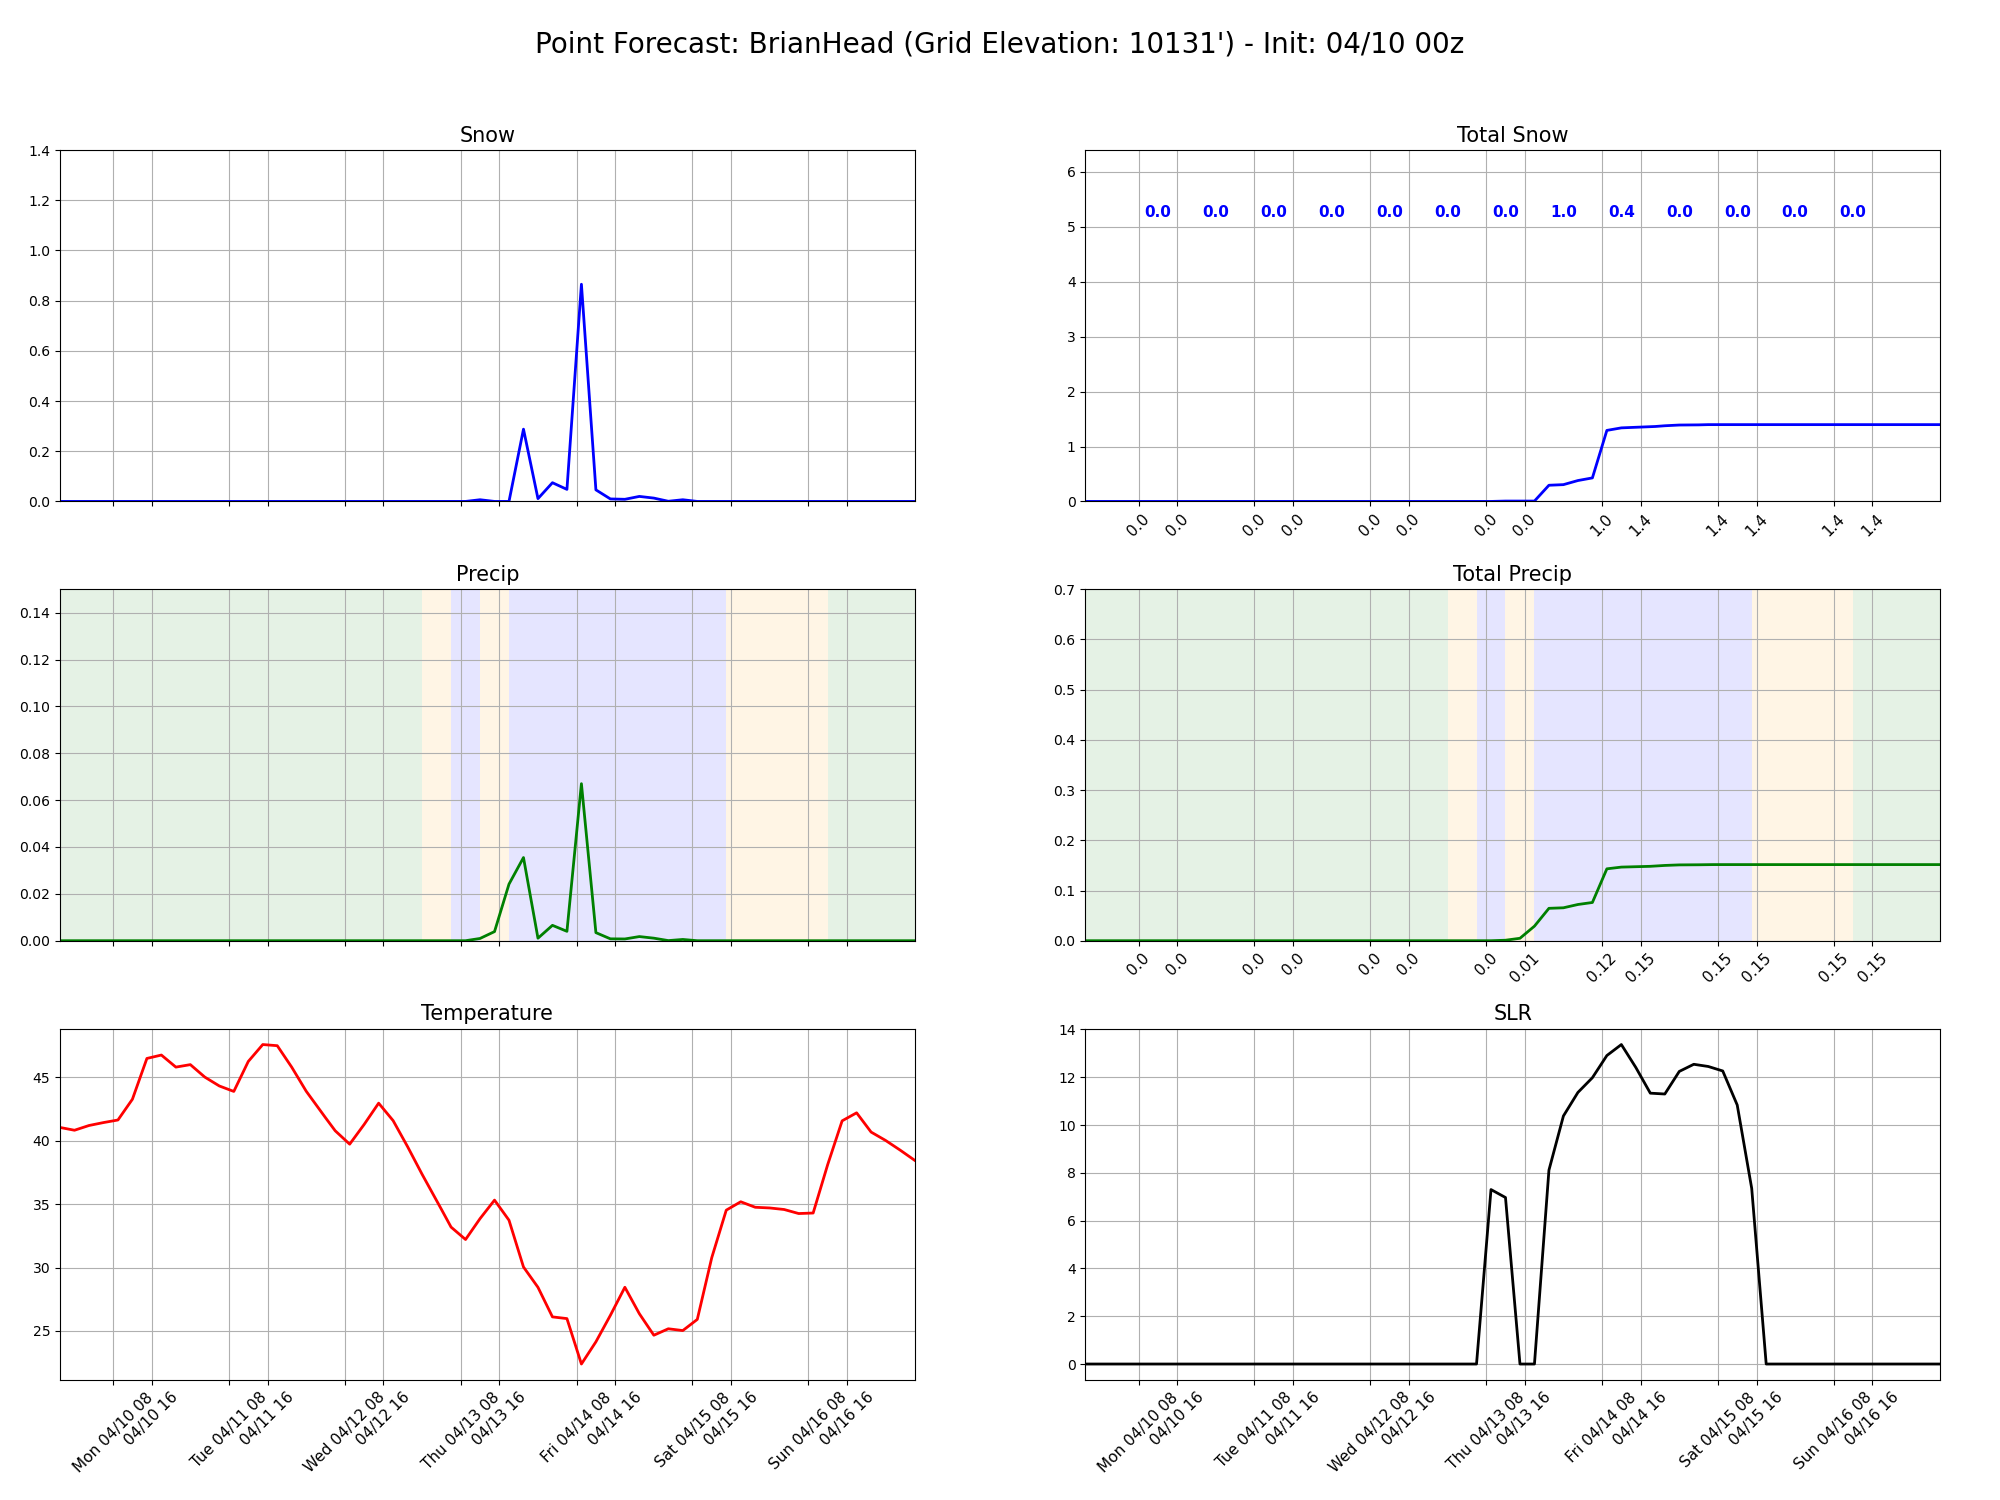 Point Forecast: BrianHead (Grid Elevation: 10131') - Init: 04/10 00z
Snow
1.4
1.2
1.0
0.8
0.6
0.4
0.2
0.0
Total Snow
6
5
4
3
2
1
0
0.0 0.0 0.0 0.0 0.0 0.0 0.0 1.0 0.4 0.0 0.0 0.0 0.0
0.0 0.0 0.0 0.0 0.0 0.0 0.0 0.0 1.0 1.4 1.4 1.4 1.4 1.4
Precip
0.14
0.12
0.10
0.08
0.06
0.04
0.02
0.00
Total Precip
0.7
0.6
0.5
0.4
0.3
0.2
0.1
0.0
0.0 0.0 0.0 0.0 0.0 0.0 0.0 0.01 0.12 0.15 0.15 0.15 0.15 0.15
Temperature
45
40
35
30
25
Mon 04/10 08
04/10 16
Tue 04/11 08
04/11 16
Wed 04/12 08
04/12 16
Thu 04/13 08
04/13 16
Fri 04/14 08
04/14 16
Sat 04/15 08
04/15 16
Sun 04/16 08
04/16 16
SLR
14
12
10
8
6
4
2
0
Mon 04/10 08
04/10 16
Tue 04/11 08
04/11 16
Wed 04/12 08
04/12 16
Thu 04/13 08
04/13 16
Fri 04/14 08
04/14 16
Sat 04/15 08
04/15 16
Sun 04/16 08
04/16 16